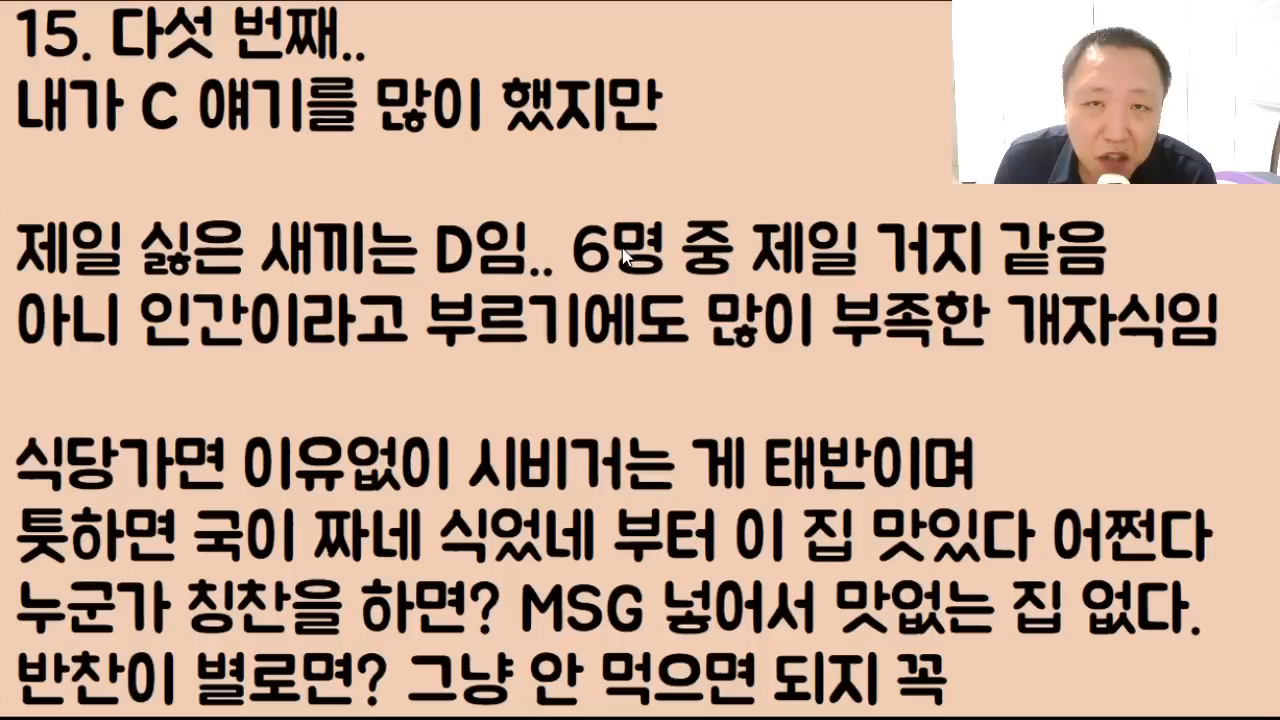 15. 다섯 번째..
내가 C 얘기를 많이 했지만
제일 싫은 새끼는 D임.. 6명 중 제일 거지 같음
아니 인간이라고 부르기에도 많이 부족한 개자식임
식당가면 이유없이 시비거는 게 태반이며
툿하면 국이 짜네 식었네 부터 이 집 맛있다 어쩐다
누군가 칭찬을 하면? MSG 넣어서 맛없는 집 없다.
반찬이 별로면? 그냥 안 먹으면 되지 꼭